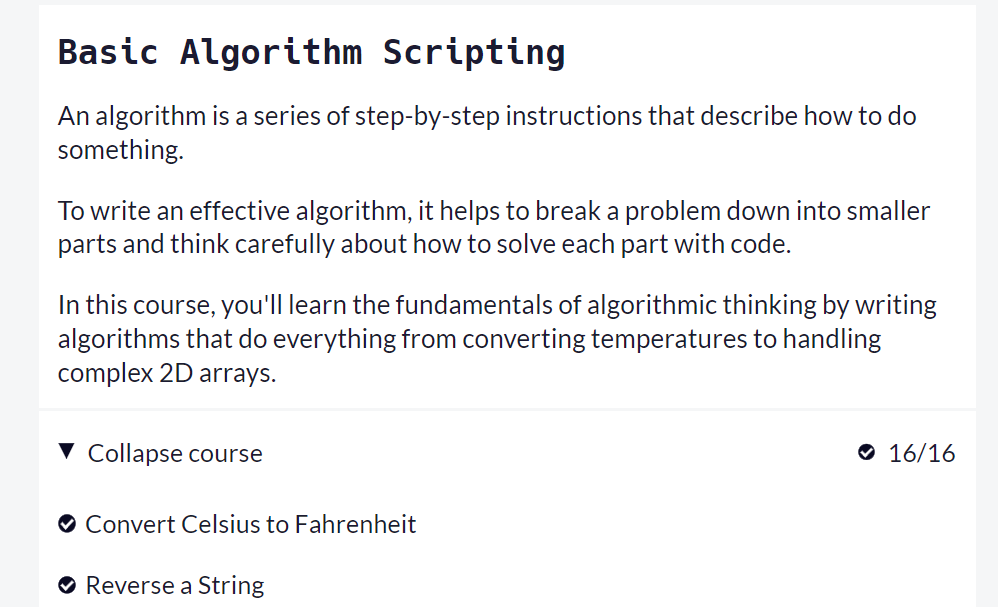 Basic Algorithm Scripting
An algorithm is a series of step-by-step instructions that describe how to do
something.
To write an effective algorithm, it helps to break a problem down into smaller
parts and think carefully about how to solve each part with code.
In this course, you'll learn the fundamentals of algorithmic thinking by writing
algorithms that do everything from converting temperatures to handling
complex 2D arrays.
Collapse course 16/16
Convert Celsius to Fahrenheit
Reverse a String